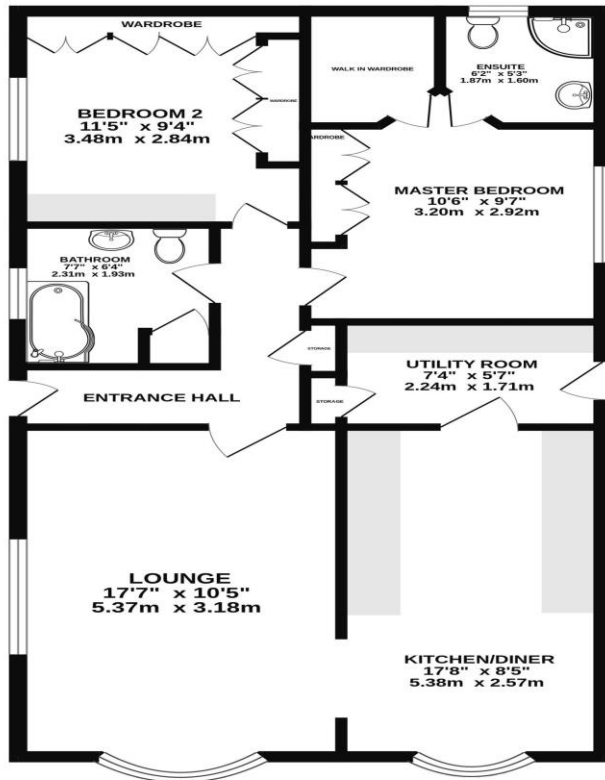 WARDROBE
WALK IN WARDROBE
ENSUITE
6'2" x 5'3"
1.87m x 1.60m
BEDROOM 2
11'5" x 9'4"
3.48m x 2.84m
WARDROBE
ARDROBE
MASTER BEDROOM
10'6" x 9'7"
3.20m x 2.92m
BATHROOM
7'7" x 6'4"
2.31m x 1.93m
STORAGE
UTILITY ROOM
7'4" x 5'7"
2.24m x 1.71m
ENTRANCE HALL
STORAGE
LOUNGE
17'7" x 10'5"
5.37m x 3.18m
KITCHEN/DINER
17'8" x 8'5"
5.38m x 2.57m